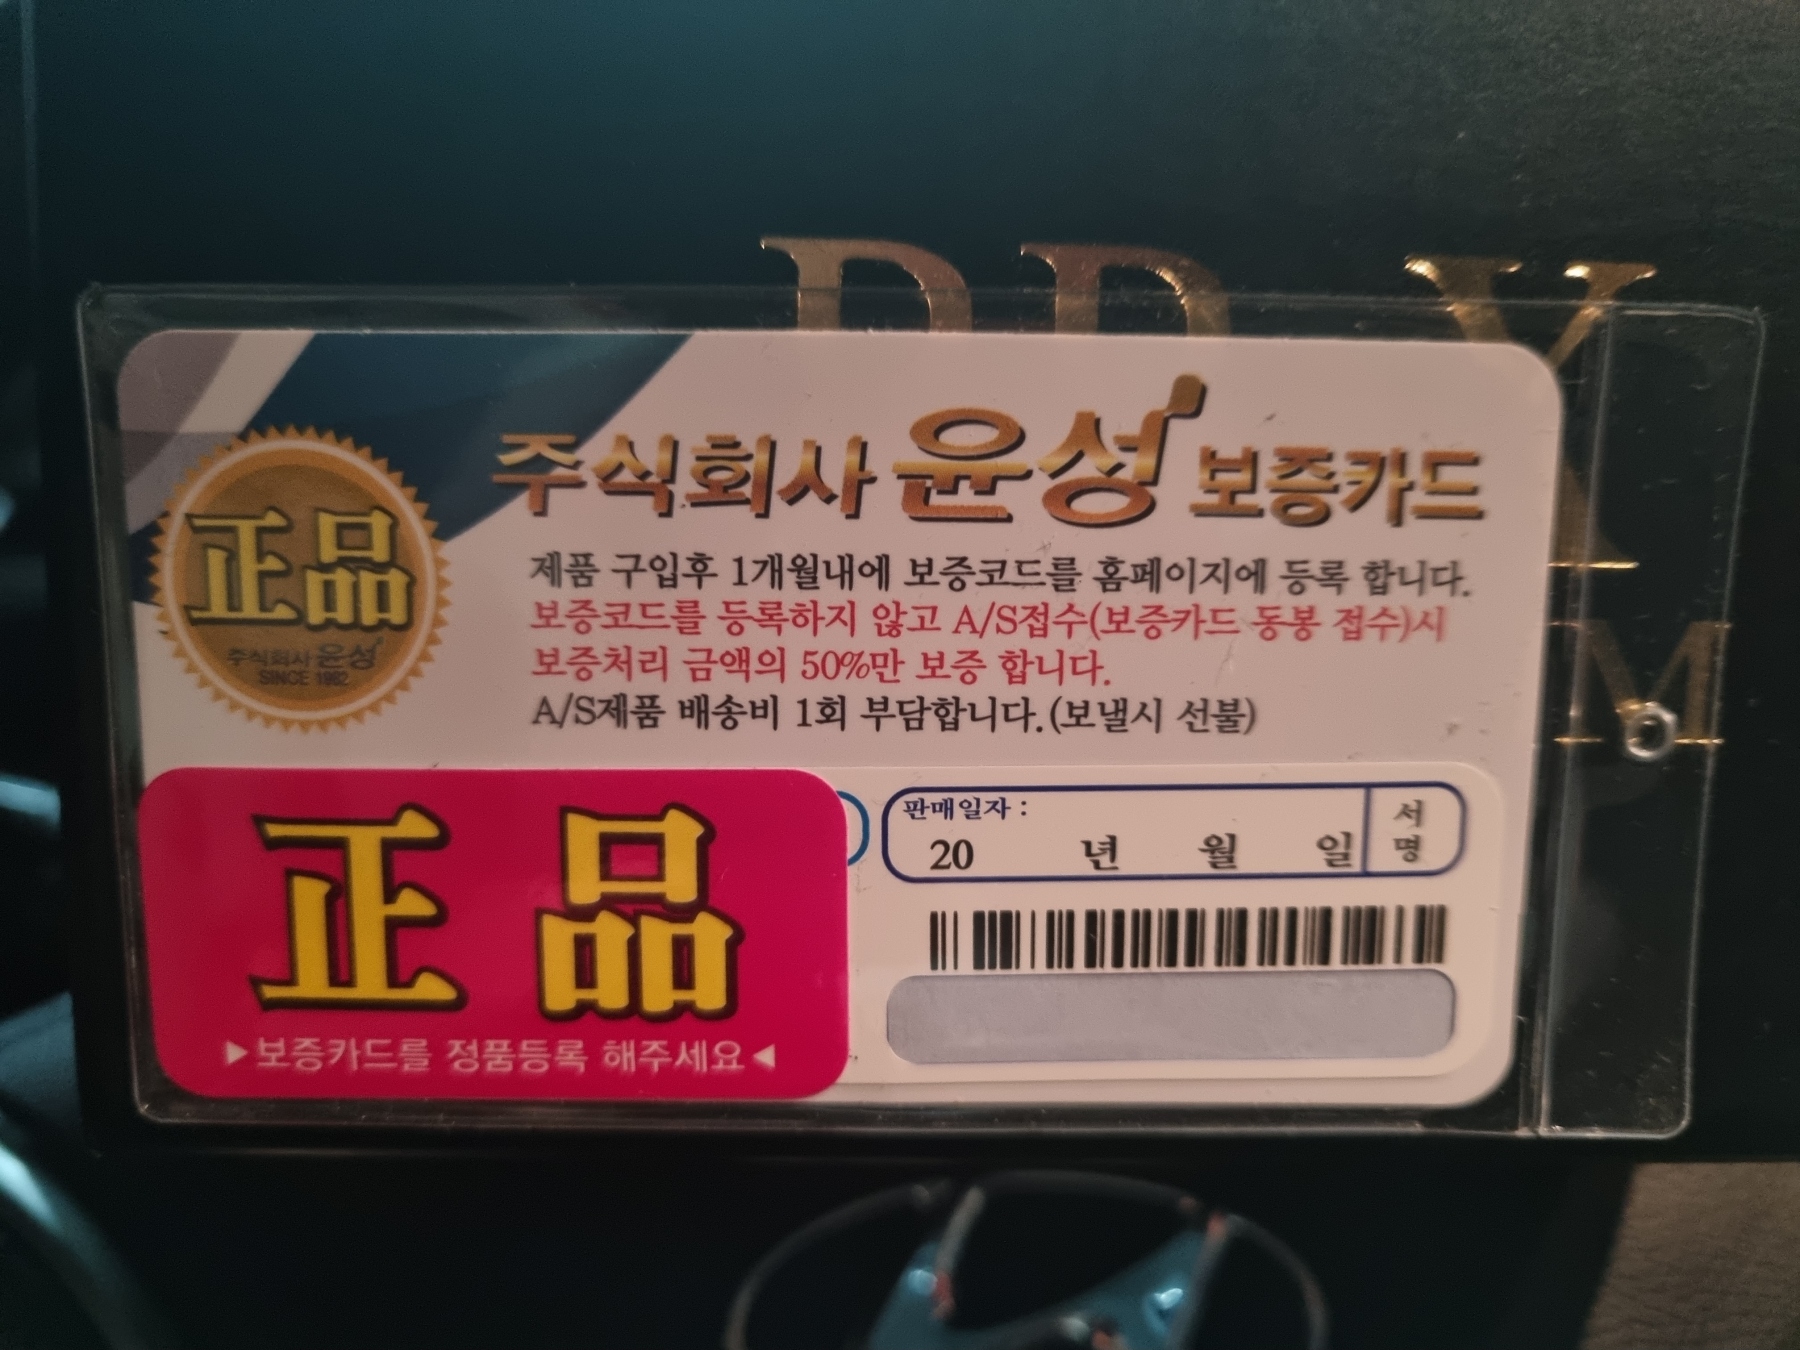 주식회사 윤성 보증카드
正品
주식회사 윤성
SINCE 1982
제품 구입후 1개월내에 보증코드를 홈페이지에 등록 합니다.
보증코드를 등록하지 않고 A/S접수(보증카드 동봉 접수)시
보증처리 금액의 50%만 보증 합니다.
A/S제품 배송비 1회 부담합니다.(보낼시 선불)
正品
▶보증카드를 정품등록 해주세요◀
판매일자 :
20 년 월 일
서명